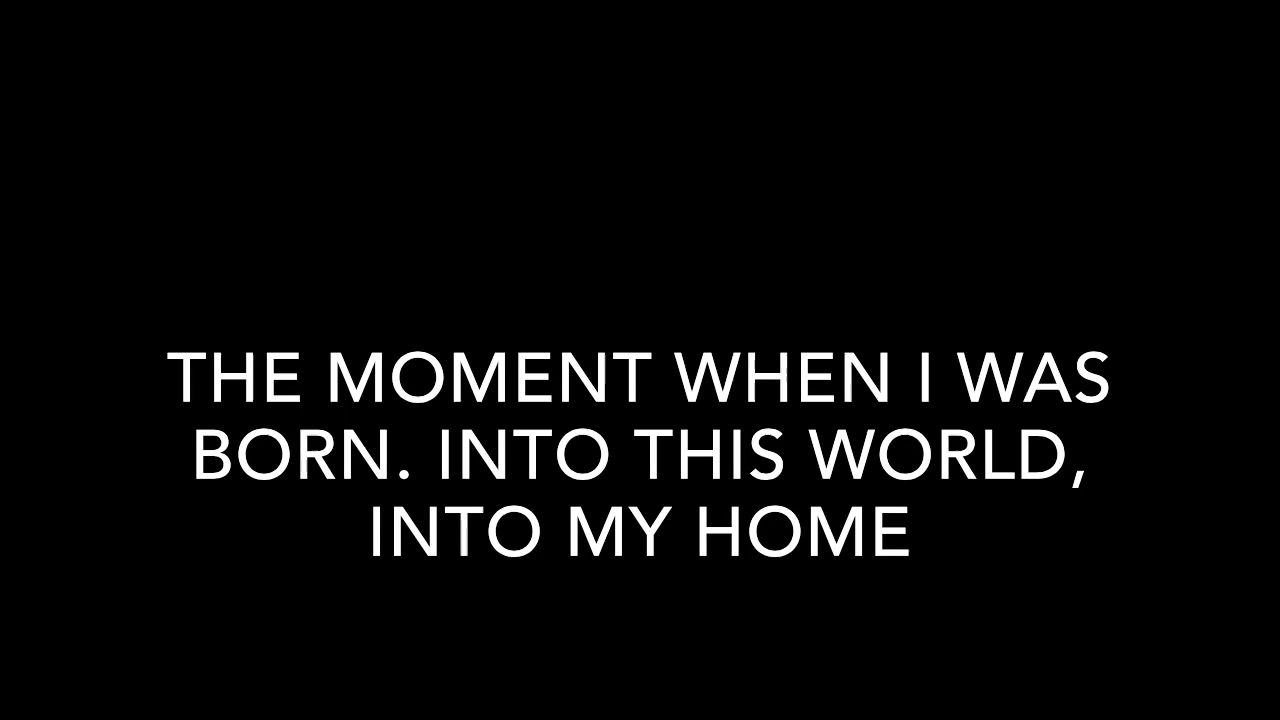 THE MOMENT WHEN I WAS
BORN. INTO THIS WORLD,
INTO MY HOME